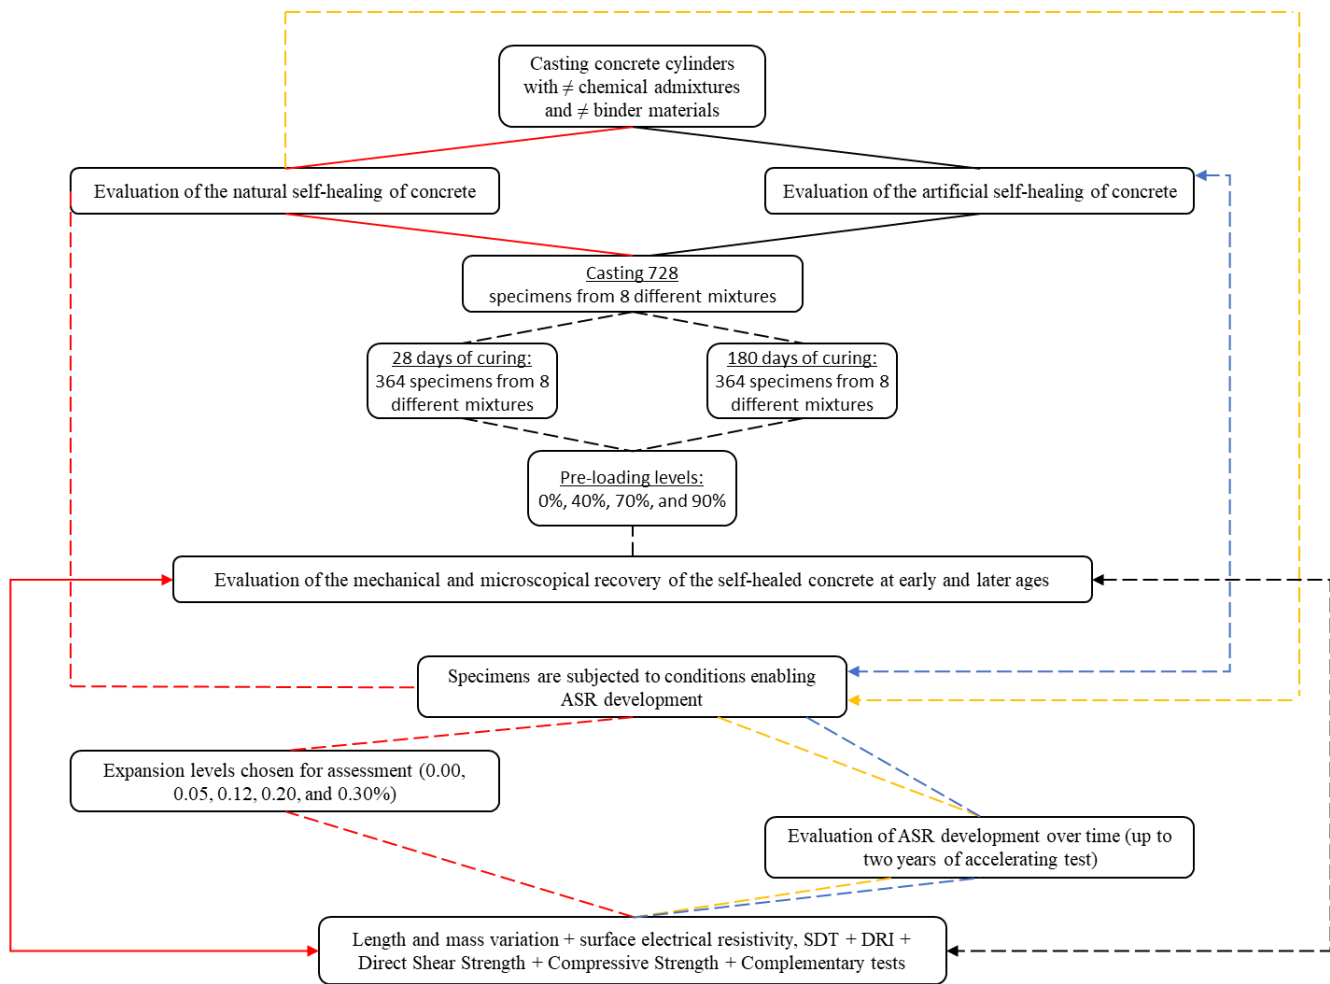 Casting concrete cylinders
with ≠ chemical admixtures
and ≠ binder materials
Evaluation of the natural self-healing of concrete
Evaluation of the artificial self-healing of concrete
Casting 728
specimens from 8 different mixtures
28 days of curing:
364 specimens from 8
different mixtures
180 days of curing:
364 specimens from 8
different mixtures
Pre-loading levels:
0%, 40%, 70%, and 90%
Evaluation of the mechanical and microscopical recovery of the self-healed concrete at early and later ages
Specimens are subjected to conditions enabling
ASR development
Expansion levels chosen for assessment (0.00,
0.05, 0.12, 0.20, and 0.30%)
Evaluation of ASR development over time (up to
two years of accelerating test)
Length and mass variation + surface electrical resistivity, SDT + DRI +
Direct Shear Strength + Compressive Strength + Complementary tests